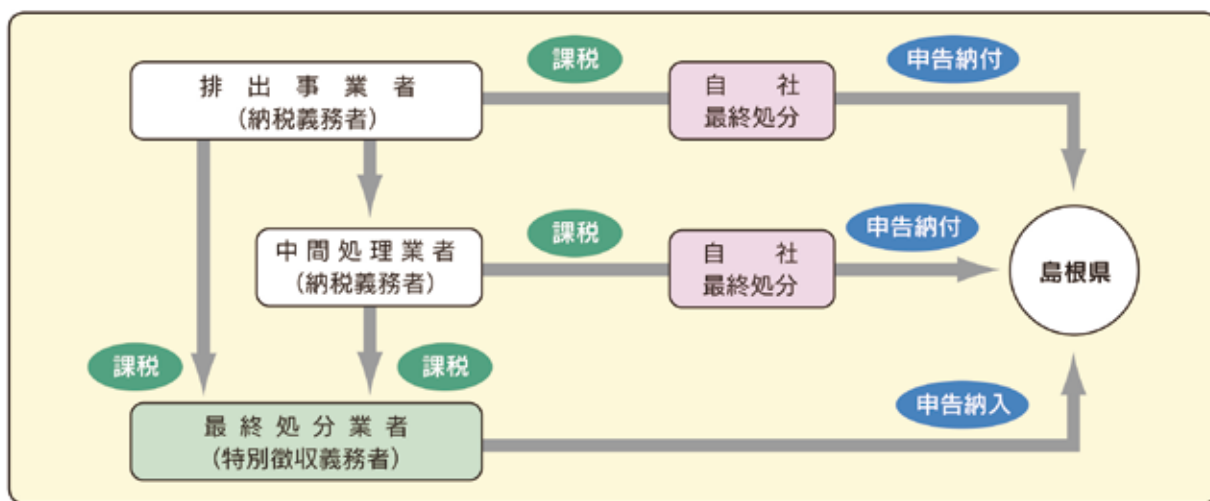 課税
申告納付
排出事業者
(納税義務者)
自社
最終処分
課税
申告納付
中間処理業者
(納税義務者)
自社
最終処分
島根県
課税
課税
申告納入
最終処分業者
(特別徴収義務者)